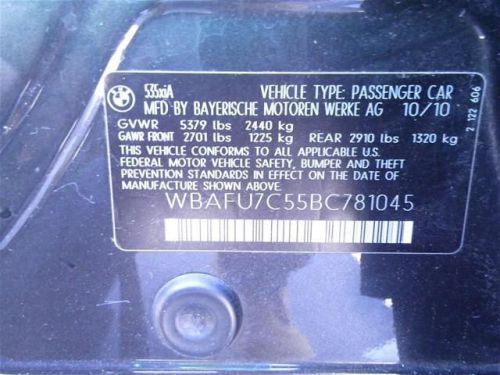 BMW
535xiA
VEHICLE TYPE: PASSENGER CAR
MFD BY BAYERISCHE MOTOREN WERKE AG 10/10
GVWR 5379 lbs 2440 kg
GAWR FRONT 2701 lbs 1225 kg REAR 2910 lbs 1320 kg
THIS VEHICLE CONFORMS TO ALL APPLICABLE U.S.
FEDERAL MOTOR VEHICLE SAFETY, BUMPER AND THEFT
PREVENTION STANDARDS IN EFFECT ON THE DATE OF
MANUFACTURE SHOWN ABOVE.
WBAFU7C55BC781045
2 122 606